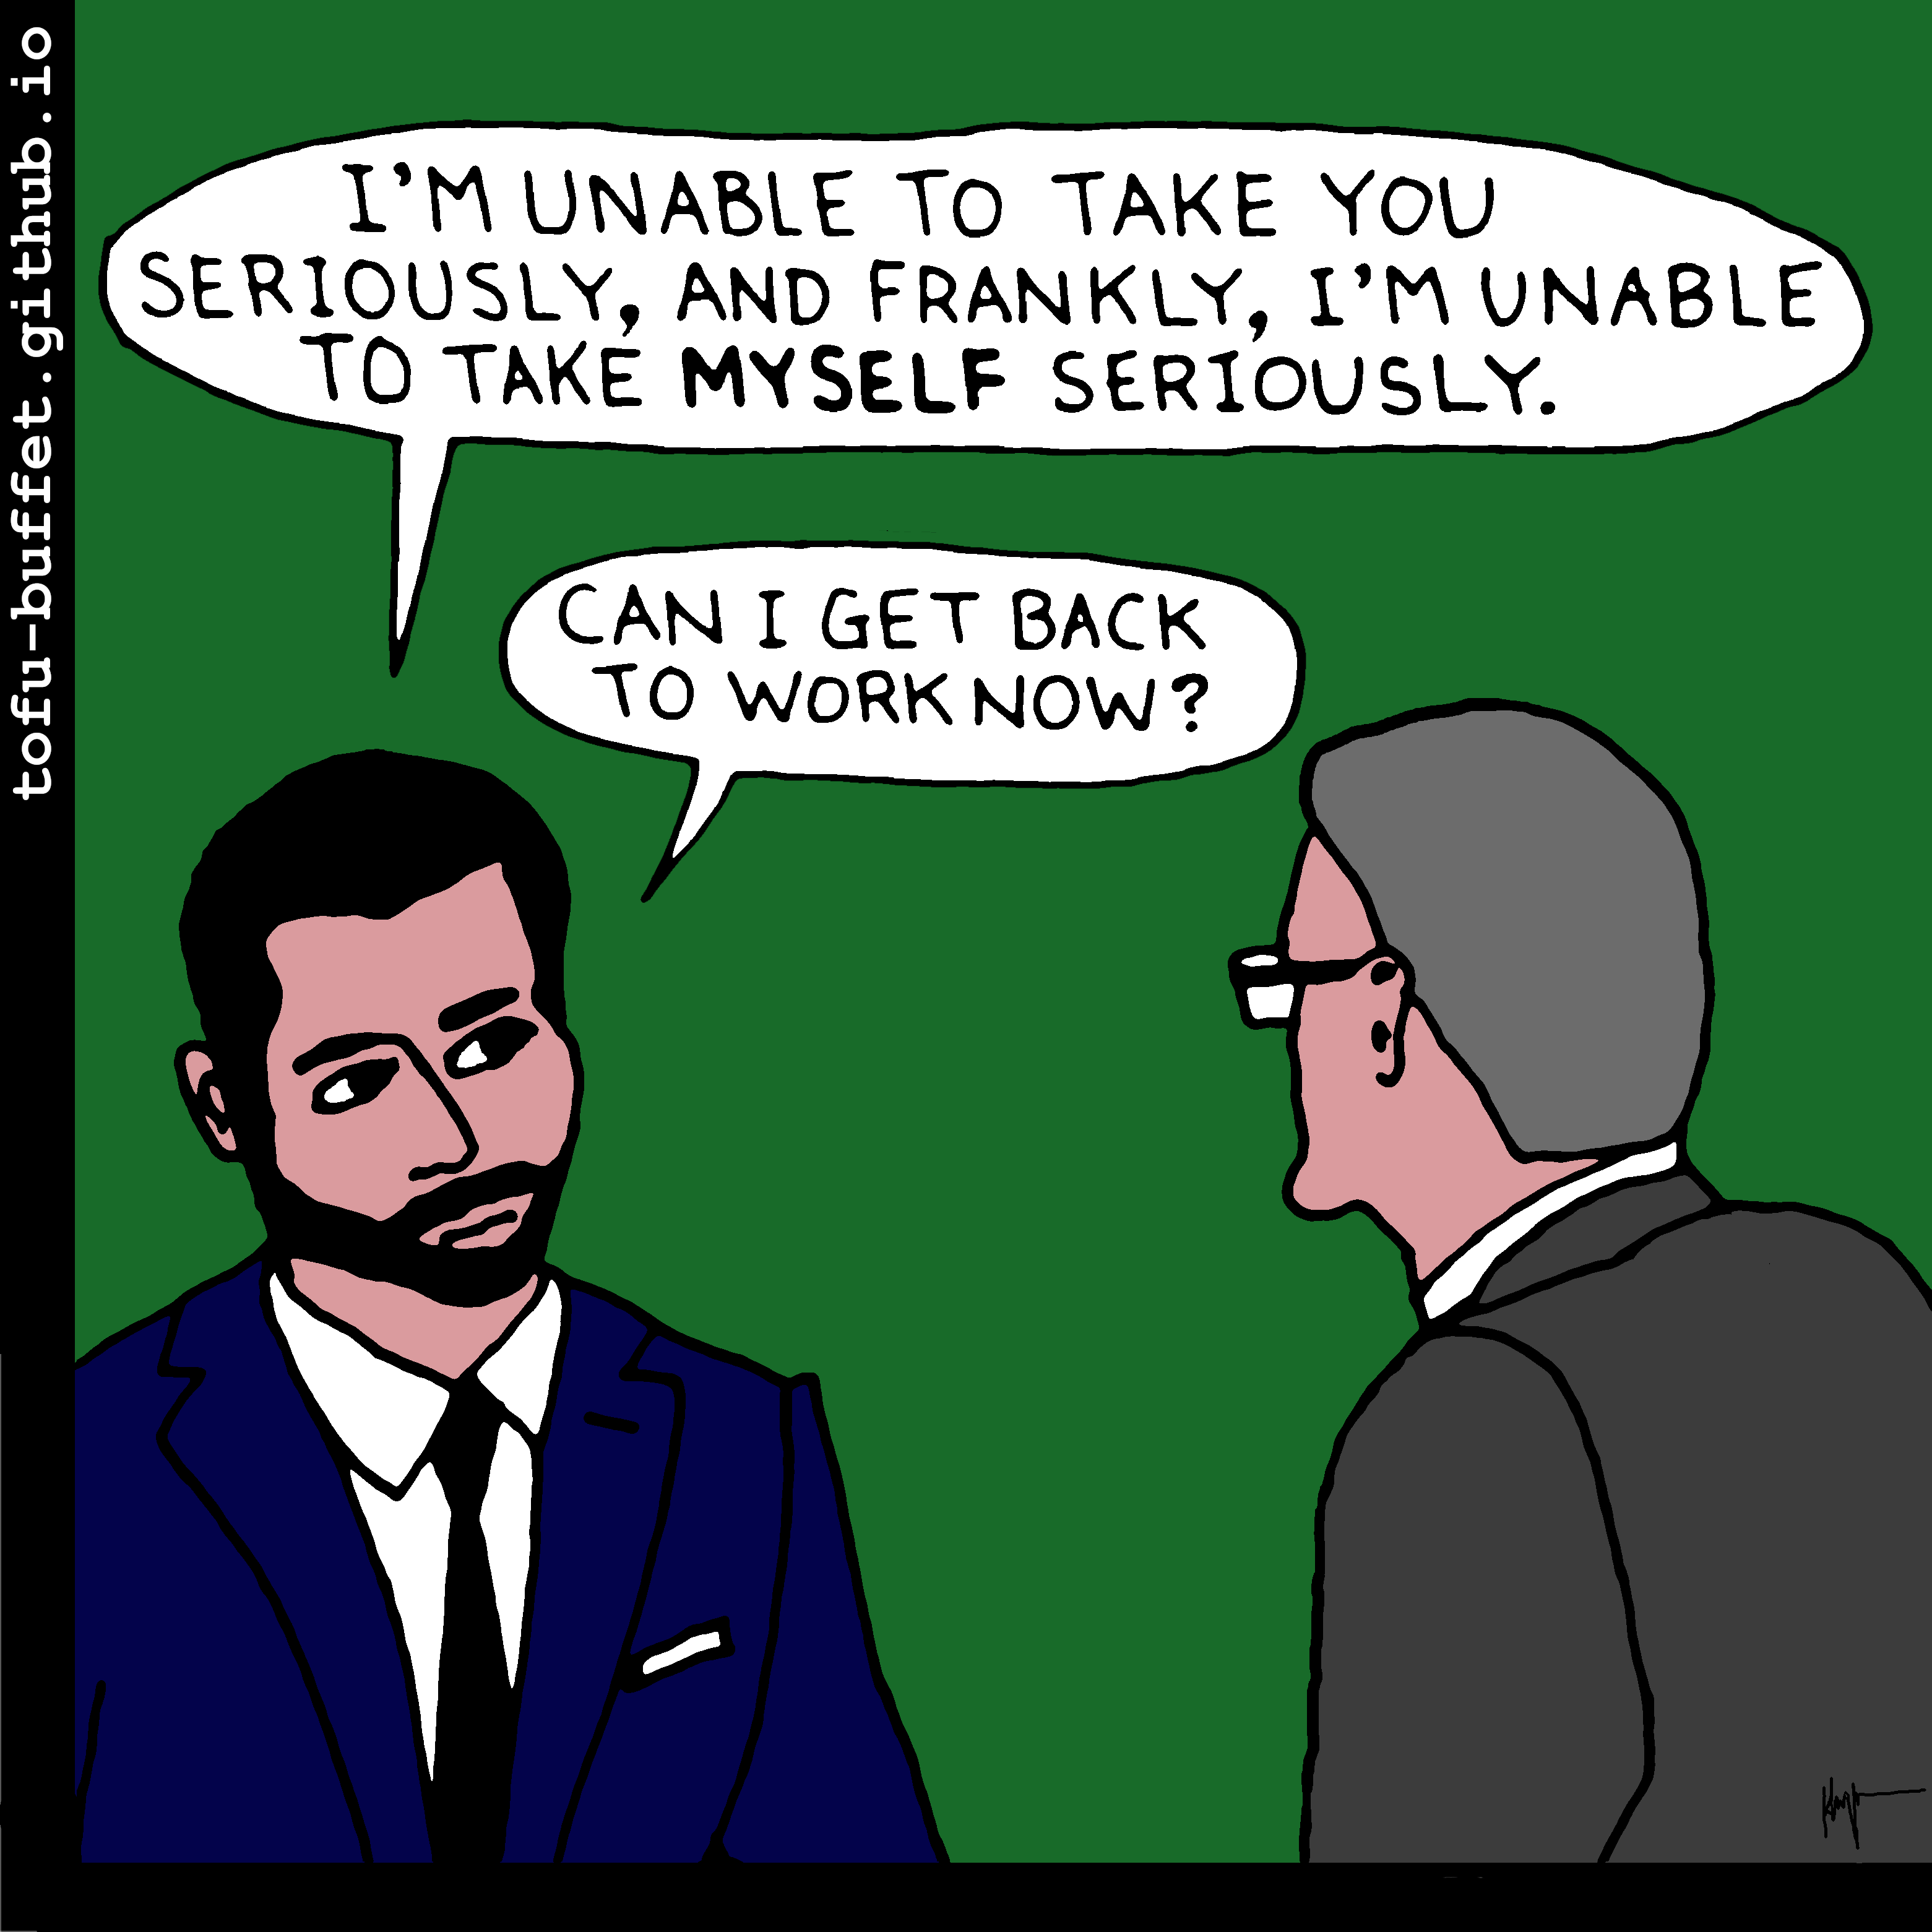 tofu-buffet.github.io
I'M UNABLE TO TAKE YOU
SERIOUSLY, AND FRANKLY, I'M UNABLE
TO TAKE MYSELF SERIOUSLY.
CAN I GET BACK
TO WORK NOW?